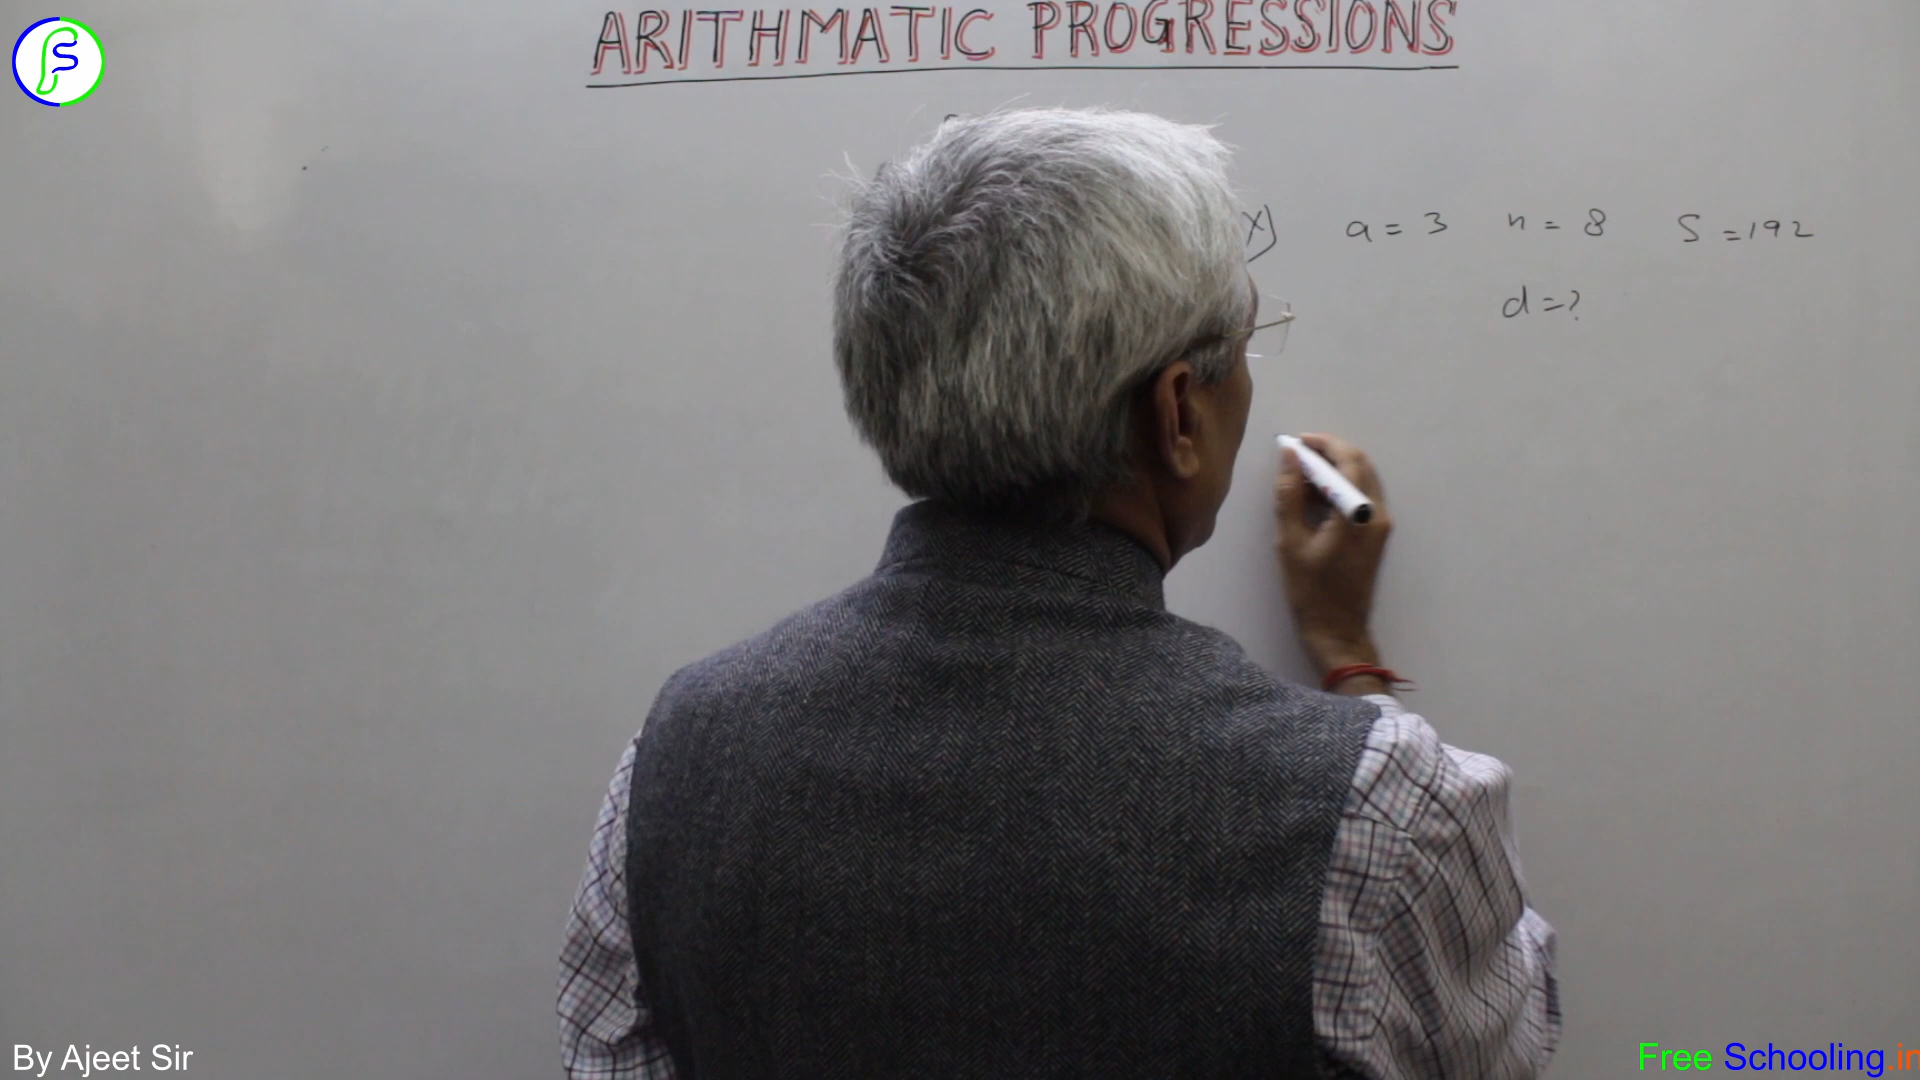 ARITHMATIC PROGRESSIONS
X) a = 3 n = 8 S = 192
d = ?
By Ajeet Sir
Free Schooling.in